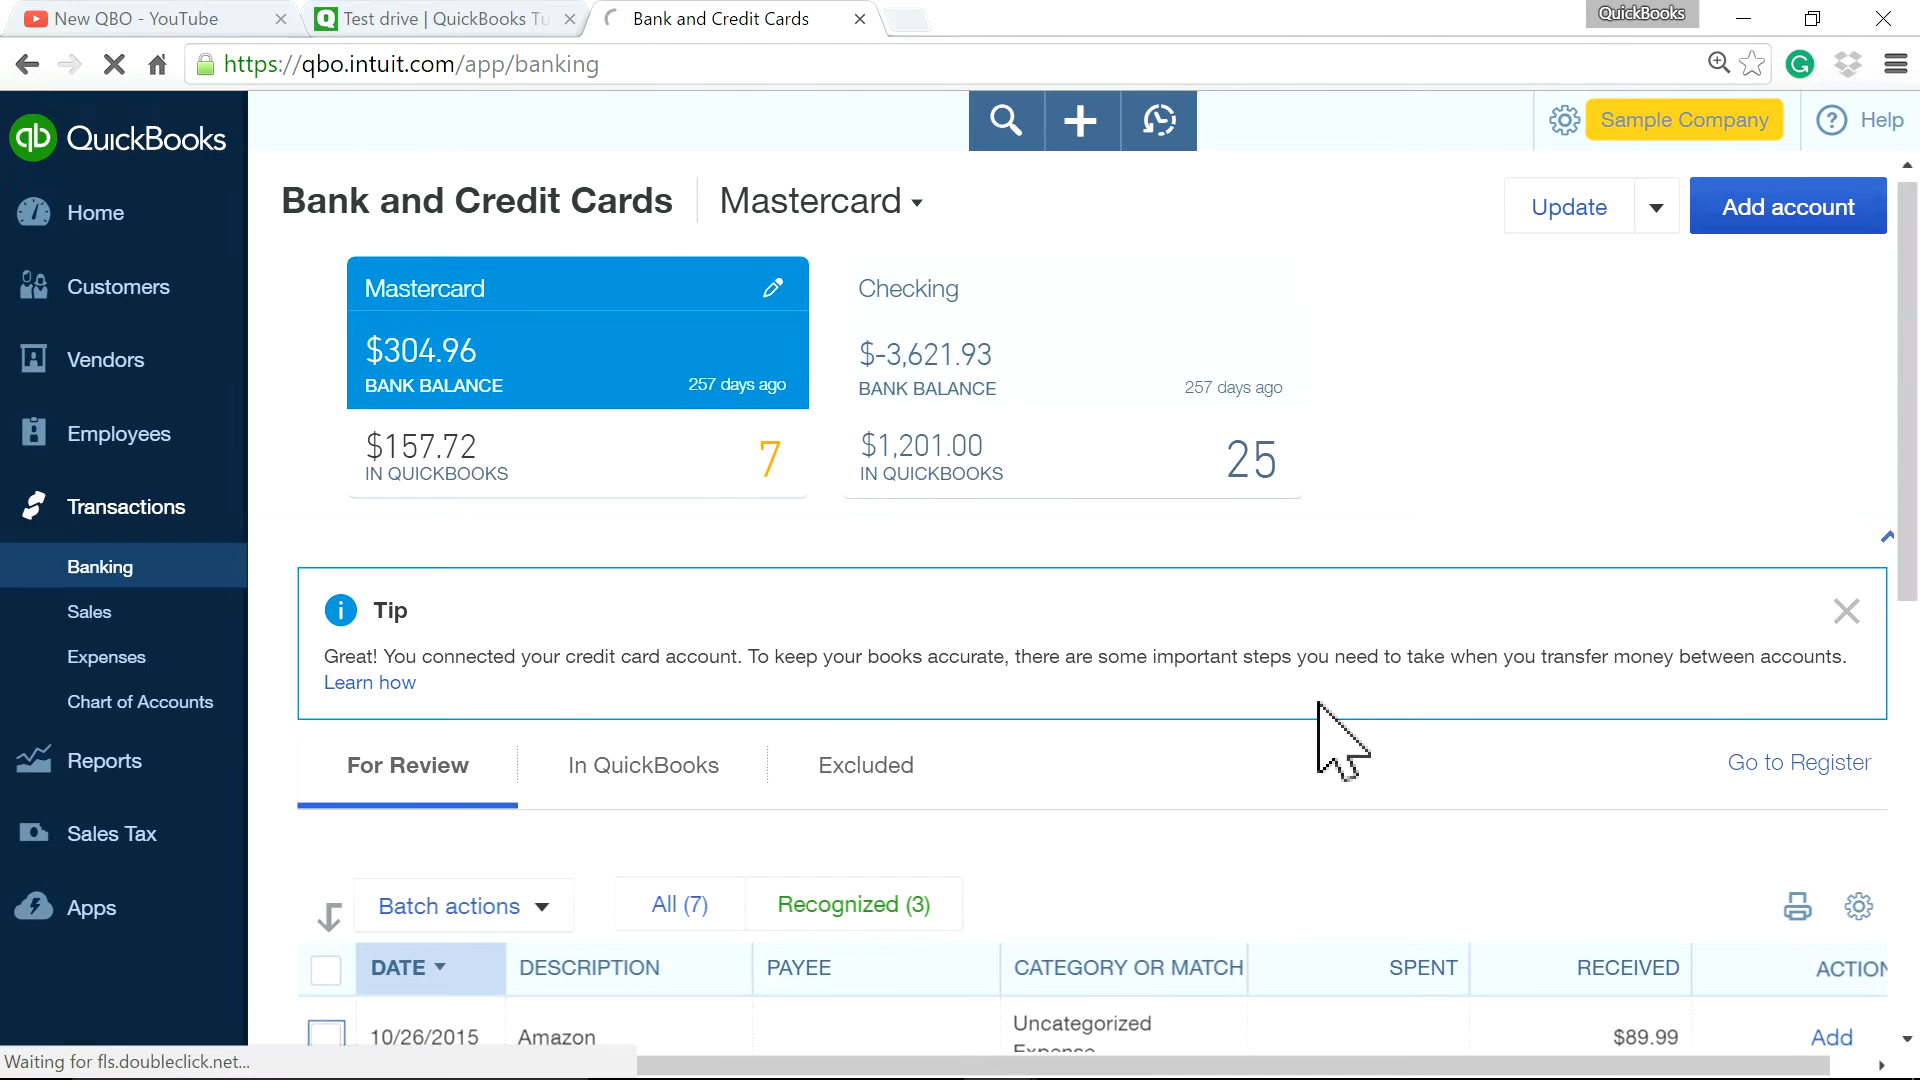 New QBO - YouTube
Test drive | QuickBooks Tu
Bank and Credit Cards
QuickBooks
https://qbo.intuit.com/app/banking
qb QuickBooks
Sample Company
? Help
Home
Customers
Vendors
Employees
Transactions
Banking
Sales
Expenses
Chart of Accounts
Reports
Sales Tax
Apps
Bank and Credit Cards
Mastercard
Update
Add account
Mastercard
$304.96
BANK BALANCE
257 days ago
$157.72
IN QUICKBOOKS
7
Checking
$-3,621.93
BANK BALANCE
257 days ago
$1,201.00
IN QUICKBOOKS
25
Tip
Great! You connected your credit card account. To keep your books accurate, there are some important steps you need to take when you transfer money between accounts.
Learn how
For Review
In QuickBooks
Excluded
Go to Register
Batch actions
All (7)
Recognized (3)
DATE
DESCRIPTION
PAYEE
CATEGORY OR MATCH
SPENT
RECEIVED
ACTION
10/26/2015
Amazon
Uncategorized
Expense
$89.99
Add
Waiting for fls.doubleclick.net...